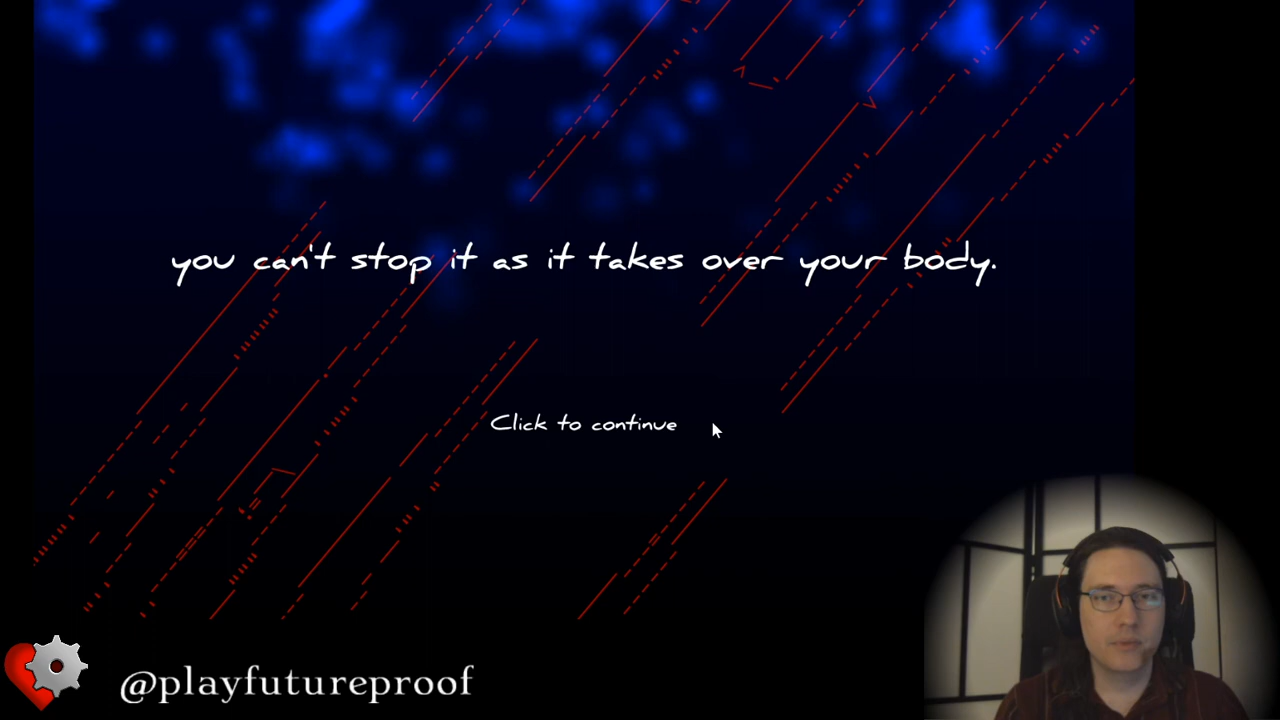 you can't stop it as it takes over your body.
Click to continue
@playfutureproof